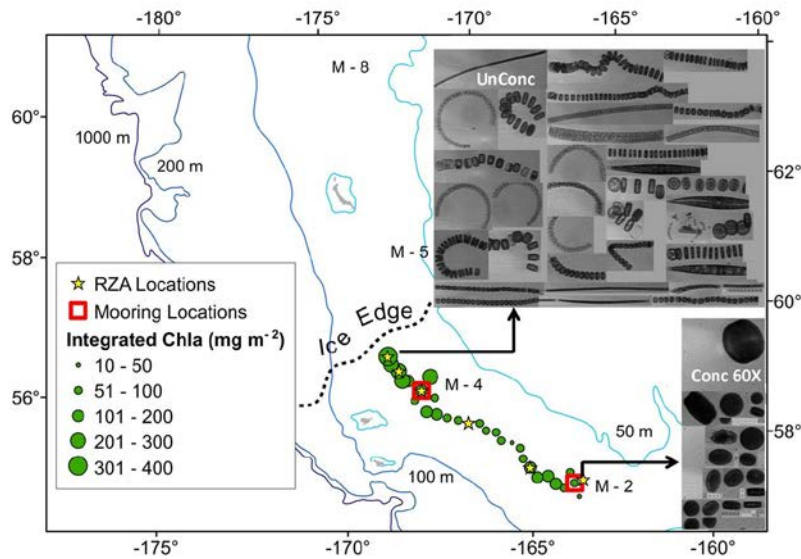 -180° -175° -170° -165° -160°
60°
58°
56°
62°
60°
58°
-175° -170° -165° -160°
M - 8
UnConc
1000 m
200 m
M - 5
Ice Edge
RZA Locations
Mooring Locations
Integrated Chla (mg m⁻²)
10 - 50
51 - 100
101 - 200
201 - 300
301 - 400
M - 4
Conc 60X
50 m
100 m
M - 2